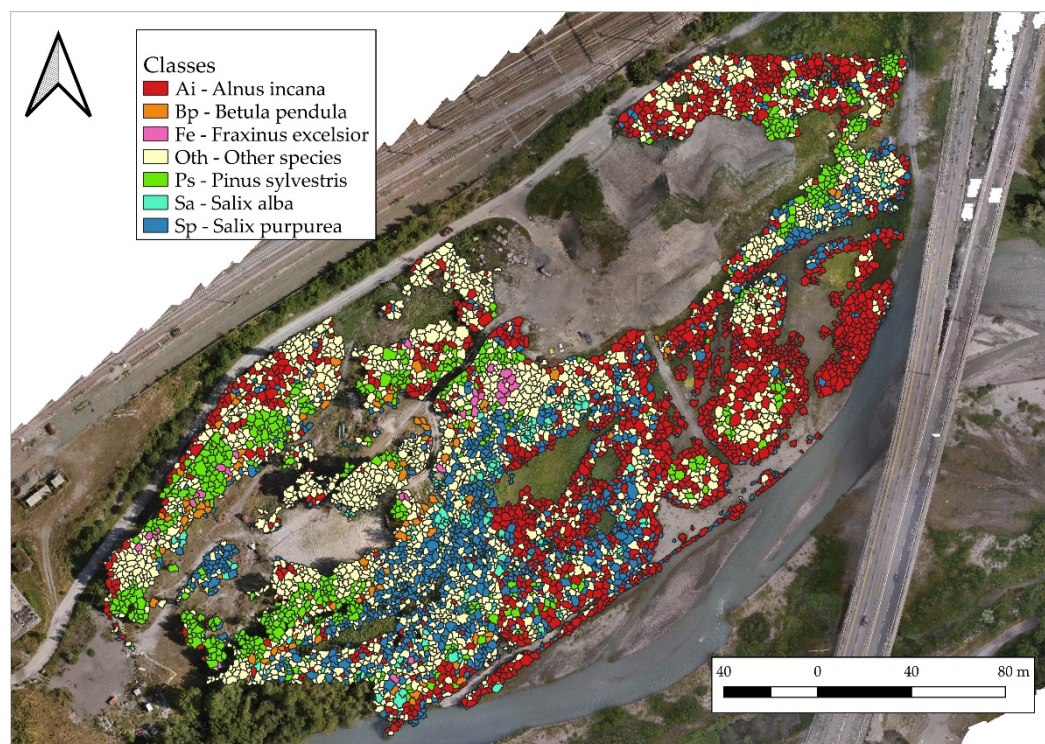 Classes
Ai - Alnus incana
Bp - Betula pendula
Fe - Fraxinus excelsior
Oth - Other species
Ps - Pinus sylvestris
Sa - Salix alba
Sp - Salix purpurea
40 0 40 80 m